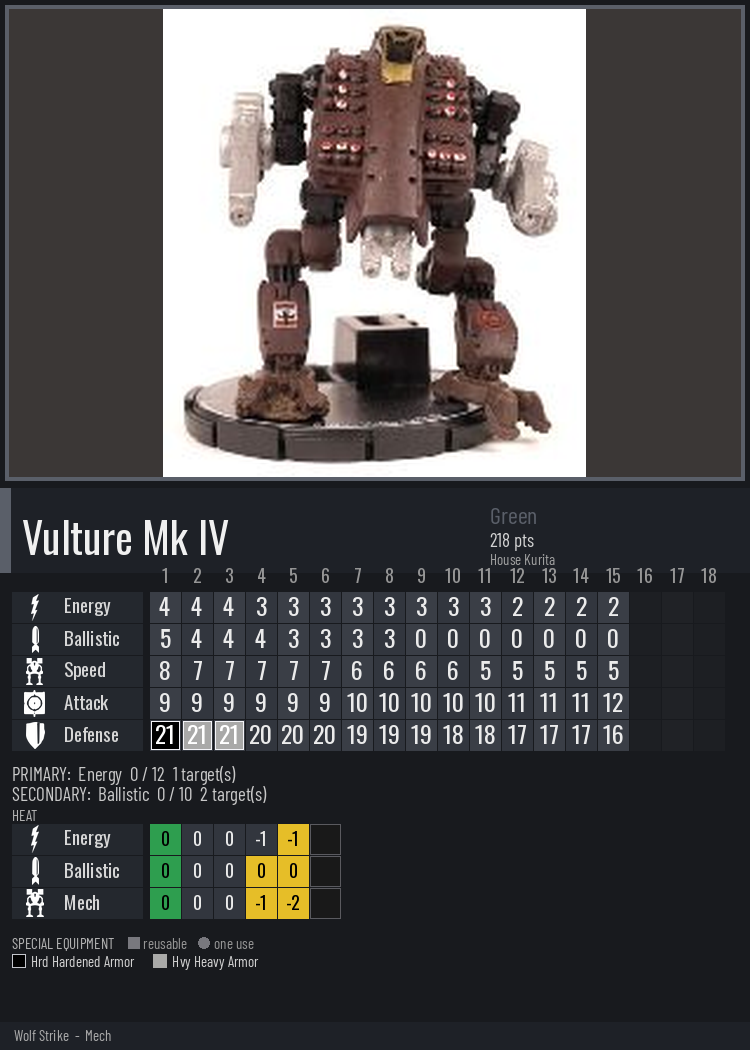 Vulture Mk IV
Green
218 pts
House Kurita
1 2 3 4 5 6 7 8 9 10 11 12 13 14 15 16 17 18
Energy 4 4 4 3 3 3 3 3 3 3 3 2 2 2 2
Ballistic 5 4 4 4 3 3 3 3 0 0 0 0 0 0 0
Speed 8 7 7 7 7 7 6 6 6 6 5 5 5 5 5
Attack 9 9 9 9 9 9 10 10 10 10 10 11 11 11 12
Defense 21 21 21 20 20 20 19 19 19 18 18 17 17 17 16
PRIMARY: Energy 0 / 12 1 target(s)
SECONDARY: Ballistic 0 / 10 2 target(s)
HEAT
Energy 0 0 0 -1 -1
Ballistic 0 0 0 0 0
Mech 0 0 0 -1 -2
SPECIAL EQUIPMENT reusable one use
Hrd Hardened Armor Hvy Heavy Armor
Wolf Strike - Mech